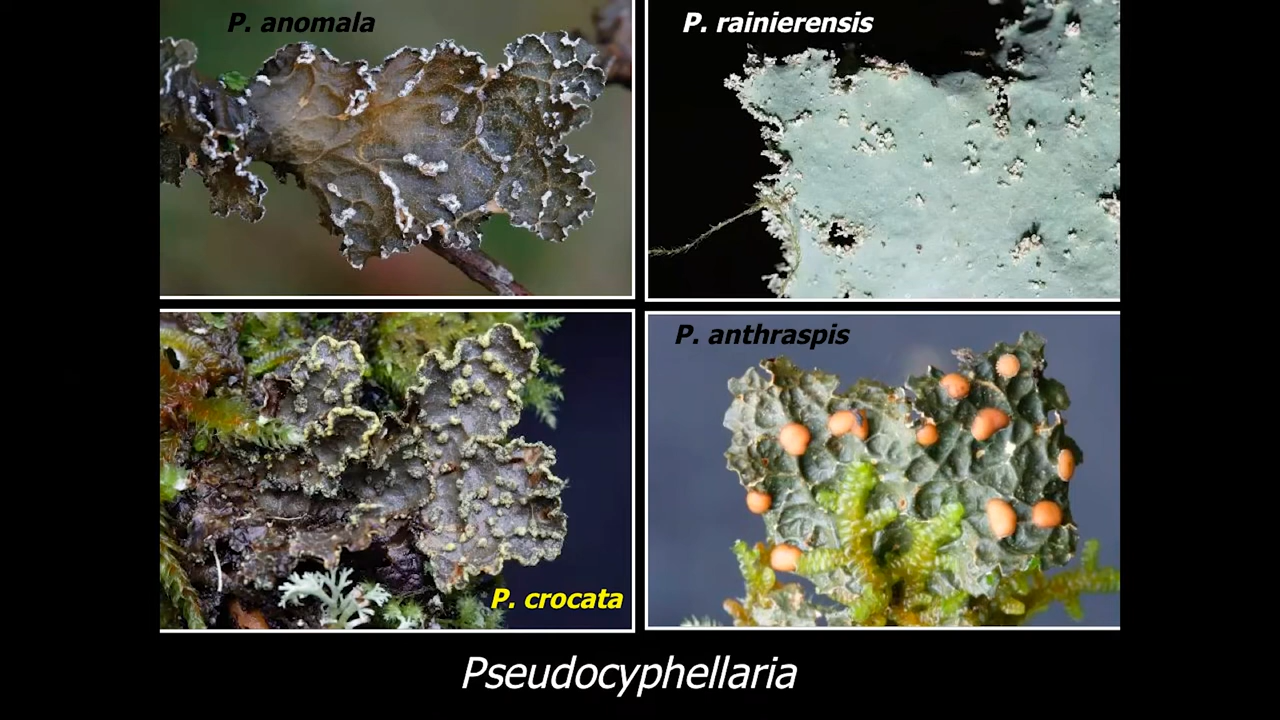 P. anomala
P. rainierensis
P. crocata
P. anthraspis
Pseudocyphellaria